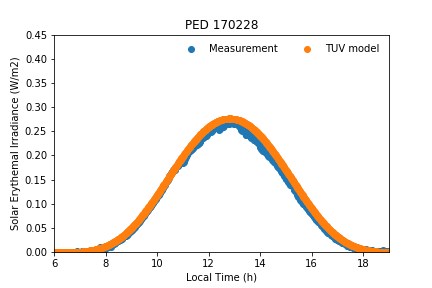 PED 170228
0.45
0.40
0.35
0.30
0.25
0.20
0.15
0.10
0.05
0.00
Solar Erythemal Irradiance (W/m2)
Measurement
TUV model
6 8 10 12 14 16 18
Local Time (h)